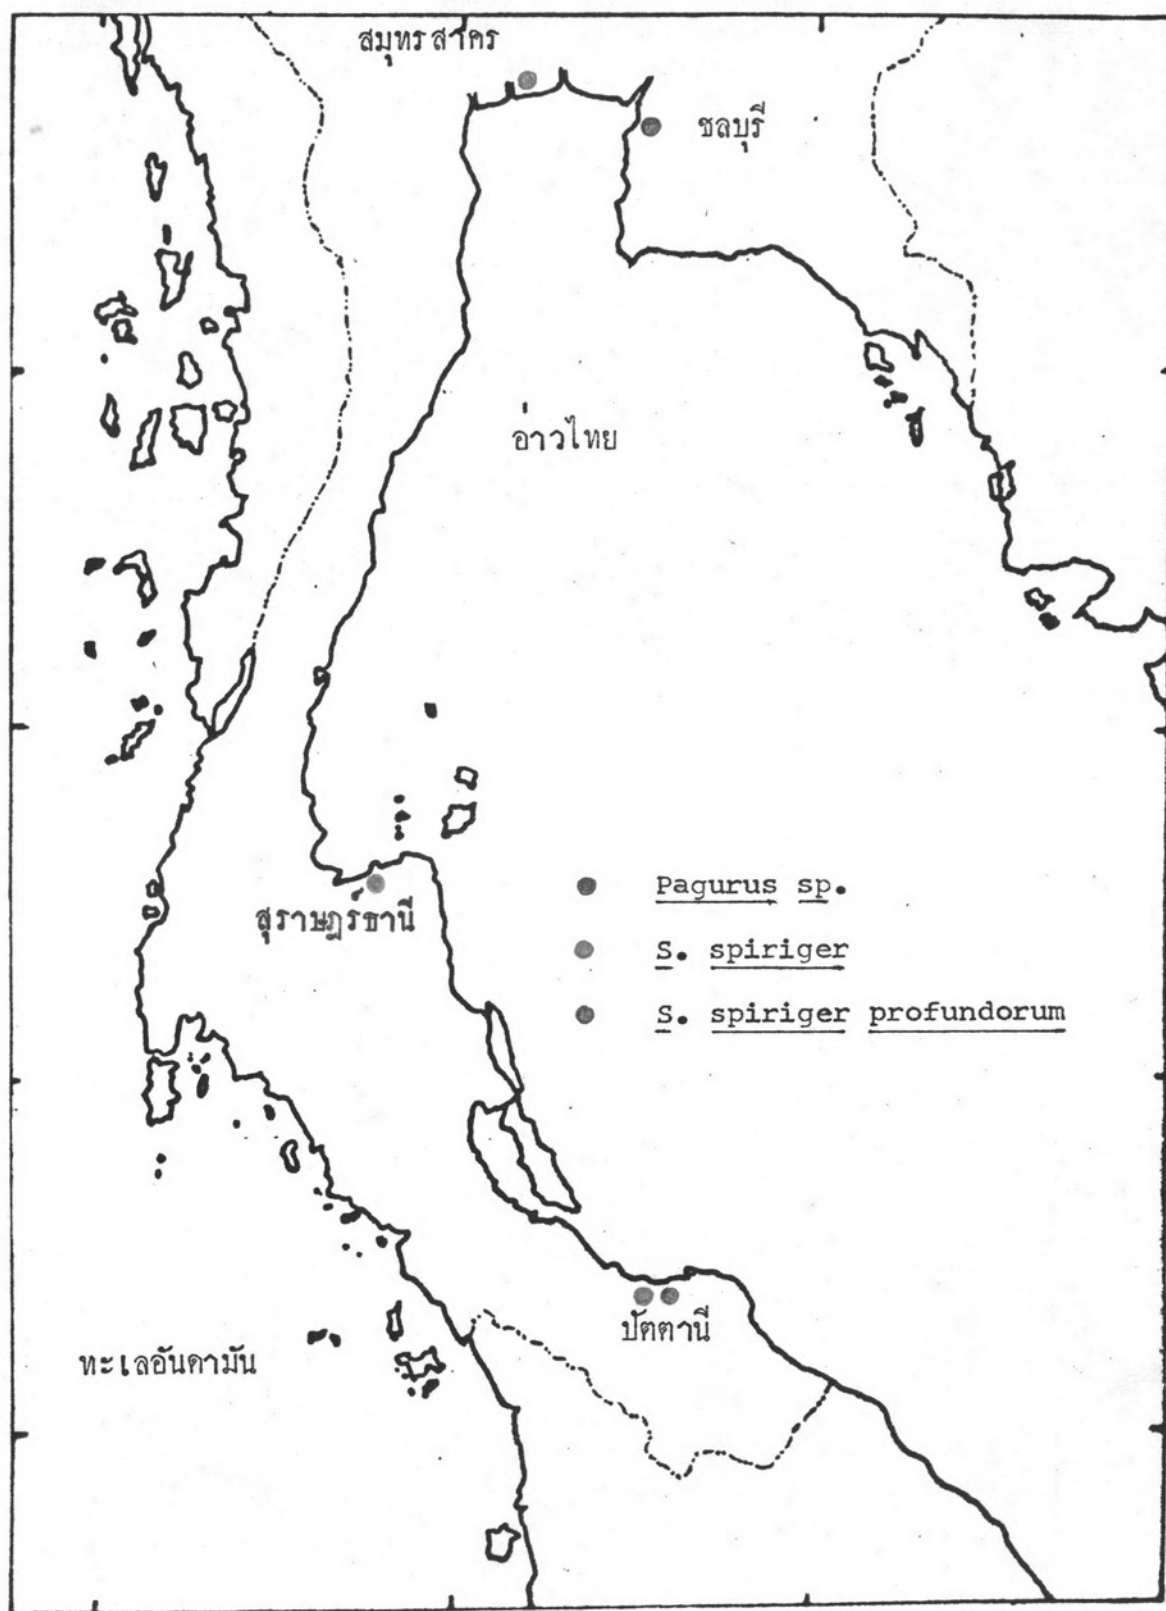 สมุทรสาคร
ชลบุรี
อ่าวไทย
สุราษฎร์ธานี
Pagurus sp.
S. spiriger
S. spiriger profundorum
ปัตตานี
ทะเลอันดามัน